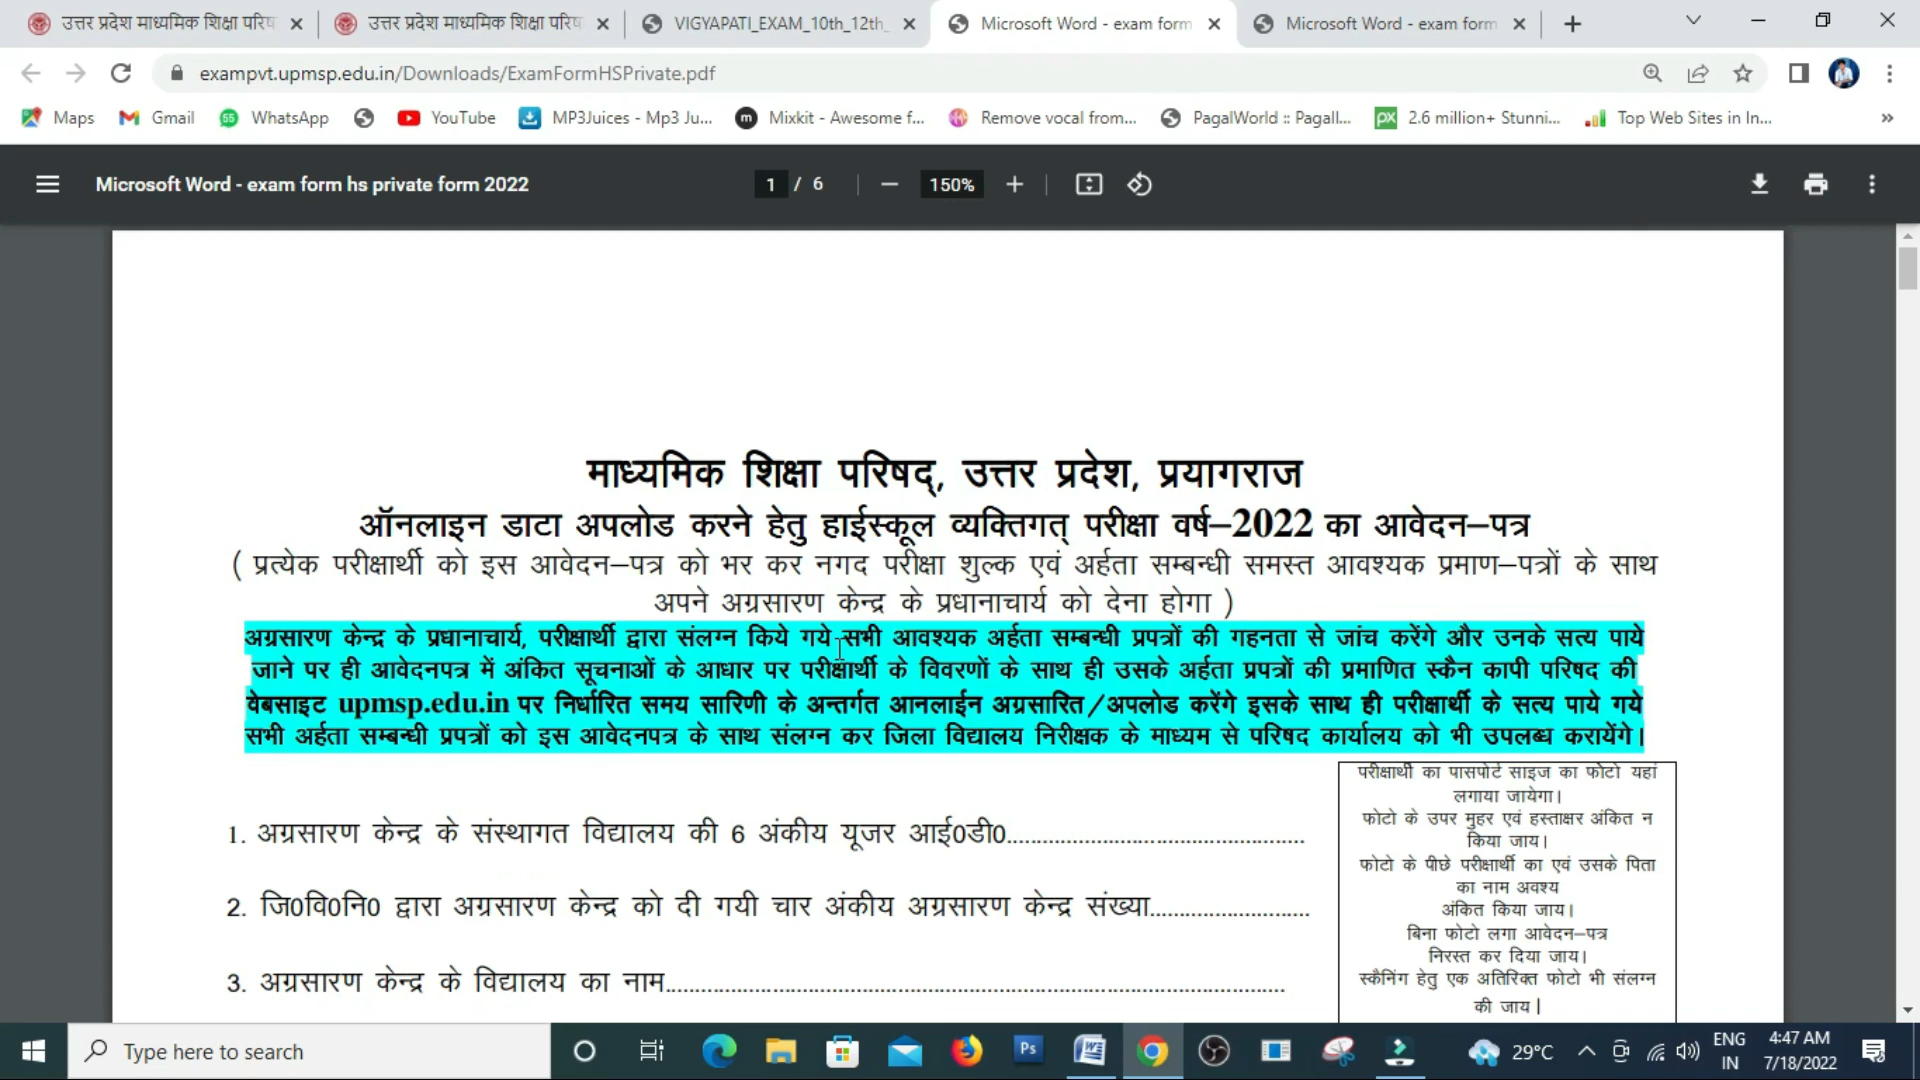 उत्तर प्रदेश माध्यमिक शिक्षा परिष
उत्तर प्रदेश माध्यमिक शिक्षा परिष
VIGYAPATI_EXAM_10th_12th_
Microsoft Word - exam form
Microsoft Word - exam form
exampvt.upmsp.edu.in/Downloads/ExamFormHSPrivate.pdf
Maps
Gmail
55
WhatsApp
YouTube
MP3Juices - Mp3 Ju...
m
Mixkit - Awesome f...
Remove vocal from...
PagalWorld :: Pagall...
px
2.6 million+ Stunni...
Top Web Sites in In...
»
Microsoft Word - exam form hs private form 2022
1 / 6
150%
माध्यमिक शिक्षा परिषद्, उत्तर प्रदेश, प्रयागराज
ऑनलाइन डाटा अपलोड करने हेतु हाईस्कूल व्यक्तिगत् परीक्षा वर्ष–2022 का आवेदन–पत्र
( प्रत्येक परीक्षार्थी को इस आवेदन–पत्र को भर कर नगद परीक्षा शुल्क एवं अर्हता सम्बन्धी समस्त आवश्यक प्रमाण–पत्रों के साथ
अपने अग्रसारण केन्द्र के प्रधानाचार्य को देना होगा )
अग्रसारण केन्द्र के प्रधानाचार्य, परीक्षार्थी द्वारा संलग्न किये गये सभी आवश्यक अर्हता सम्बन्धी प्रपत्रों की गहनता से जांच करेंगे और उनके सत्य पाये
जाने पर ही आवेदनपत्र में अंकित सूचनाओं के आधार पर परीक्षार्थी के विवरणों के साथ ही उसके अर्हता प्रपत्रों की प्रमाणित स्कैन कापी परिषद की
वेबसाइट upmsp.edu.in पर निर्धारित समय सारिणी के अन्तर्गत आनलाईन अग्रसारित/अपलोड करेंगे इसके साथ ही परीक्षार्थी के सत्य पाये गये
सभी अर्हता सम्बन्धी प्रपत्रों को इस आवेदनपत्र के साथ संलग्न कर जिला विद्यालय निरीक्षक के माध्यम से परिषद कार्यालय को भी उपलब्ध करायेंगे।
1. अग्रसारण केन्द्र के संस्थागत विद्यालय की 6 अंकीय यूजर आई0डी0....................................................
2. जि0वि0नि0 द्वारा अग्रसारण केन्द्र को दी गयी चार अंकीय अग्रसारण केन्द्र संख्या...........................
3. अग्रसारण केन्द्र के विद्यालय का नाम..........................................................................................................
परीक्षार्थी का पासपोर्ट साइज का फोटो यहां
लगाया जायेगा।
फोटो के उपर मुहर एवं हस्ताक्षर अंकित न
किया जाय।
फोटो के पीछे परीक्षार्थी का एवं उसके पिता
का नाम अवश्य
अंकित किया जाय।
बिना फोटो लगा आवेदन–पत्र
निरस्त कर दिया जाय।
स्कैनिंग हेतु एक अतिरिक्त फोटो भी संलग्न
की जाय |
Type here to search
Ps
29°C
ENG
IN
4:47 AM
7/18/2022